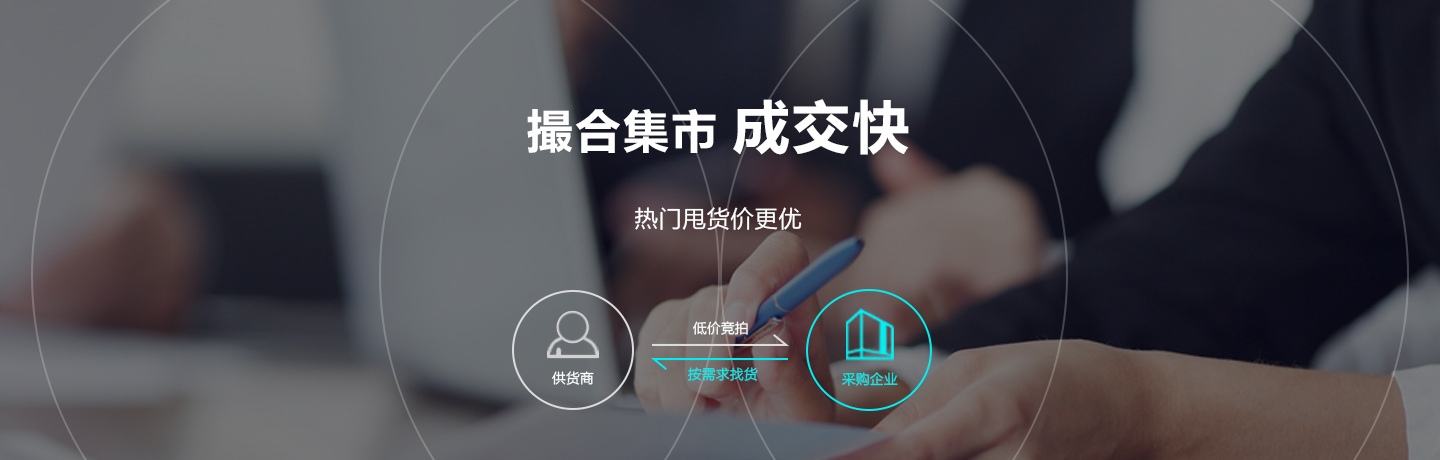 撮合集市 成交快
热门甩货价更优
低价竞拍
按需求找货
供货商
采购企业